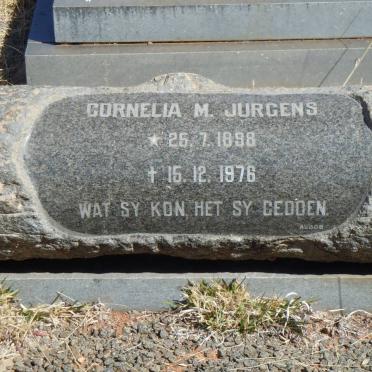 CORNELIA M. JURGENS
* 25.7.1898
† 15.12.1976
WAT SY KON, HET SY GEDOEN.